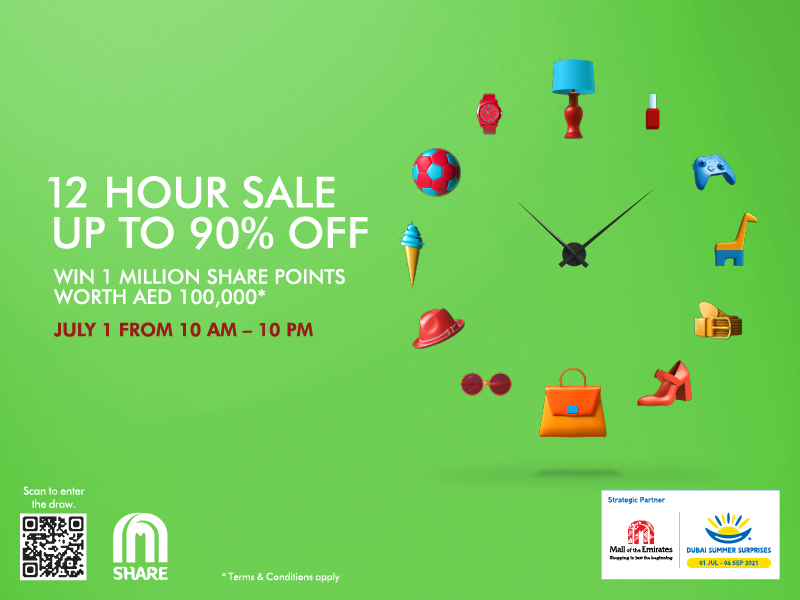 12 HOUR SALE
UP TO 90% OFF
WIN 1 MILLION SHARE POINTS
WORTH AED 100,000*
JULY 1 FROM 10 AM – 10 PM
Scan to enter
the draw.
SHARE
* Terms & Conditions apply
Strategic Partner
Mall of the Emirates
Shopping is just the beginning
DUBAI SUMMER SURPRISES
01 JUL - 04 SEP 2021